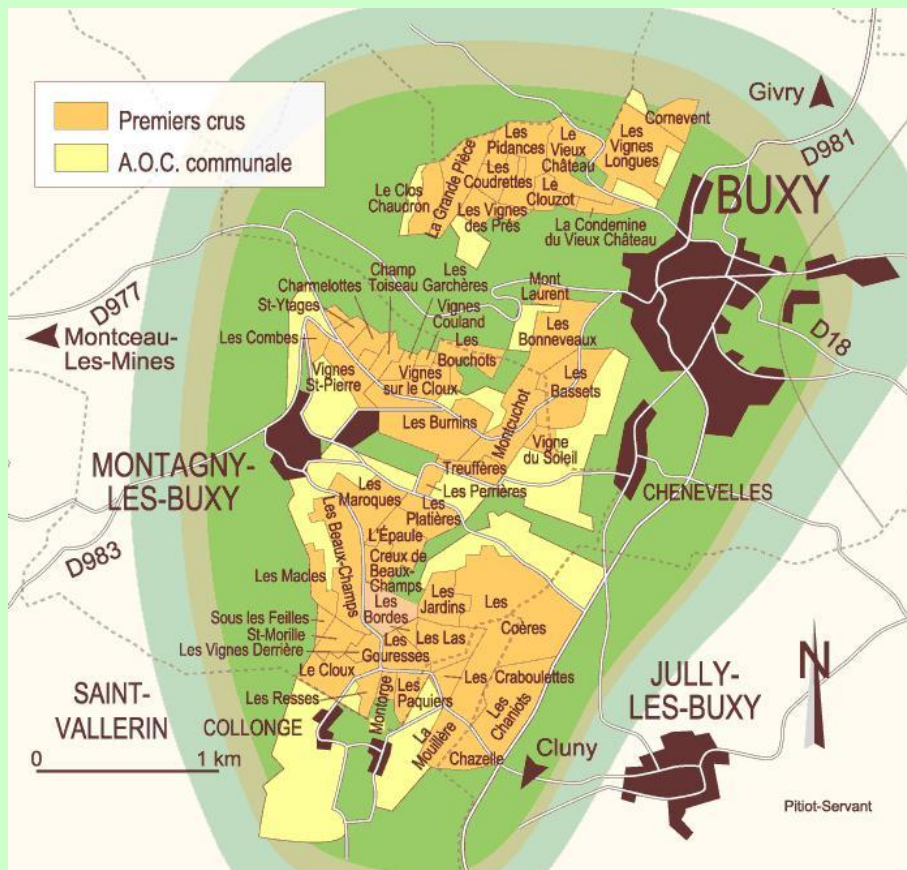 Premiers crus
A.O.C. communale
Givry
D981
BUXY
Cornevent
Les
Vignes
Longues
Le
Vieux
Château
Les
Pidances
La Grande Pièce
Les
Coudrettes
Le
Clouzot
Le Clos
Chaudron
Les Vignes
des Près
La Condemine
du Vieux Château
D977
Montceau-
Les-Mines
D18
Charmelottes
St-Ytages
Les Combes
Champ
Toiseau
Les
Garchères
Vignes
Couland
Les
Bouchots
Mont
Laurent
Les
Bonneveaux
Vignes
St-Pierre
Vignes
sur le Cloux
Les
Bassets
Les Burnins
Montcuchot
Vigne
du Soleil
MONTAGNY-
LES-BUXY
Treuffères
Les Perrières
CHENEVELLES
D983
Les
Maroques
Les
Platières
Les Beaux-Champs
L'Épaule
Creux de
Beaux-
Champs
Les Macles
Les
Bordes
Les
Jardins
Les
Coères
Sous les Feilles
St-Morille
Les Vignes Derrière
Les
Gouresses
Les Las
Le Cloux
Les Craboulettes
Les Resses
Montorge
Les
Paquiers
Les
Chaniots
La
Mouillère
Chazelle
SAINT-
VALLERIN
COLLONGE
JULLY-
LES-BUXY
N
Cluny
0 1 km
Pitiot-Servant